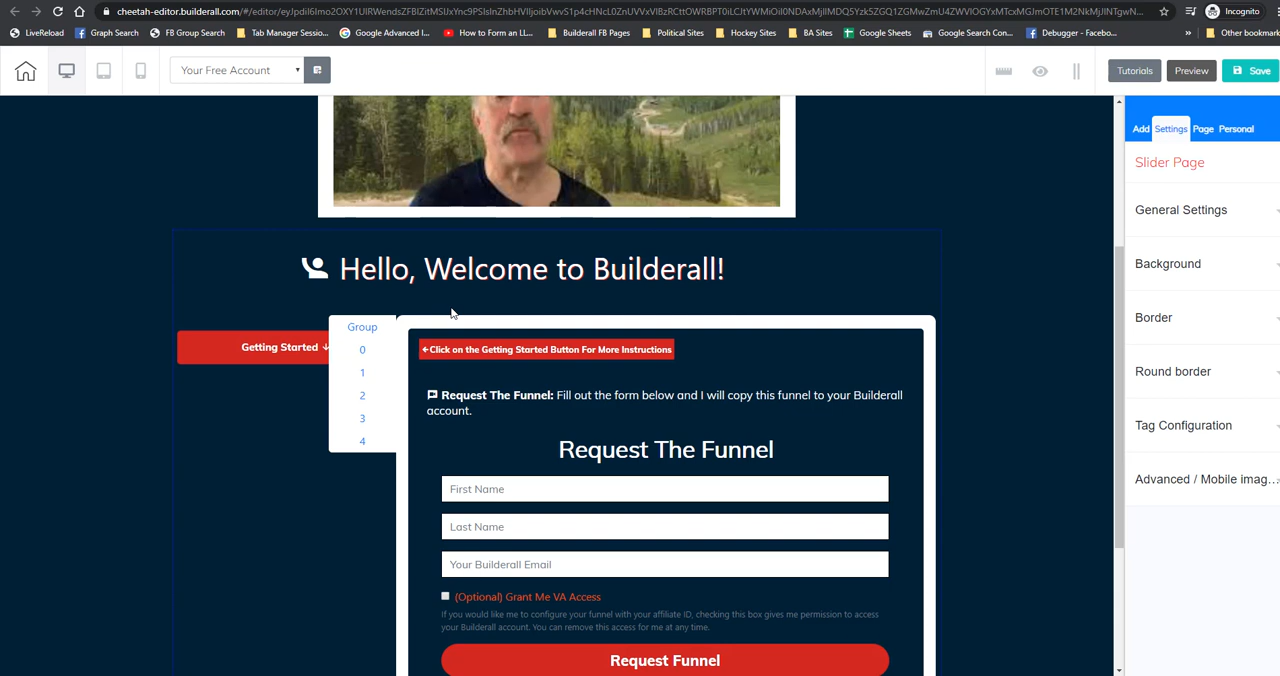 cheetah-editor.builderall.com/#/editor/
Incognito
LiveReload
Graph Search
FB Group Search
Tab Manager Sessio...
Google Advanced I...
How to Form an LL...
Builderall FB Pages
Political Sites
Hockey Sites
BA Sites
Google Sheets
Google Search Con...
Debugger - Facebo...
»
Other bookmark
Your Free Account
Tutorials
Preview
Save
Add
Settings
Page
Personal
Slider Page
General Settings
Background
Border
Round border
Tag Configuration
Advanced / Mobile imag...
Hello, Welcome to Builderall!
Getting Started ↓
Group
0
1
2
3
4
Click on the Getting Started Button For More Instructions
Request The Funnel: Fill out the form below and I will copy this funnel to your Builderall
account.
Request The Funnel
First Name
Last Name
Your Builderall Email
(Optional) Grant Me VA Access
If you would like me to configure your funnel with your affiliate ID, checking this box gives me permission to access
your Builderall account. You can remove this access for me at any time.
Request Funnel